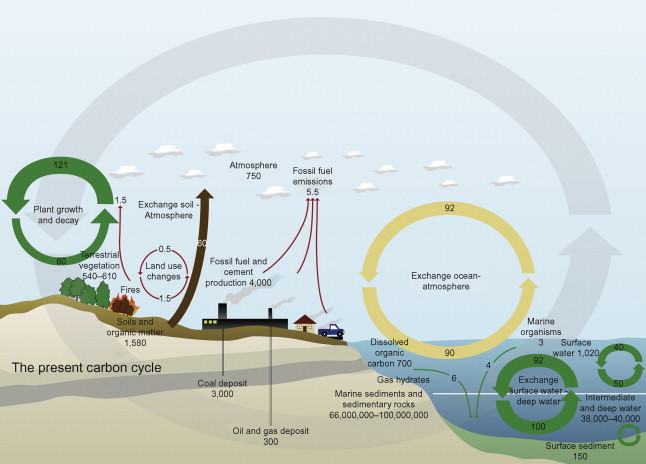 121
Plant growth
and decay
60
1.5
Exchange soil -
Atmosphere
60
Atmosphere
750
Fossil fuel
emissions
5.5
92
Exchange ocean-
atmosphere
90
Terrestrial
vegetation
540–610
Fires
0.5
Land use
changes
1.5
Fossil fuel and
cement
production 4,000
Soils and
organic matter
1,580
The present carbon cycle
Coal deposit
3,000
Oil and gas deposit
300
Dissolved
organic
carbon 700
Gas hydrates
Marine sediments and
sedimentary rocks
66,000,000–100,000,000
Marine
organisms
3
Surface
water 1,020
6
4
92
Exchange
surface water -
deep water
100
40
50
Intermediate
and deep water
38,000–40,000
Surface sediment
150